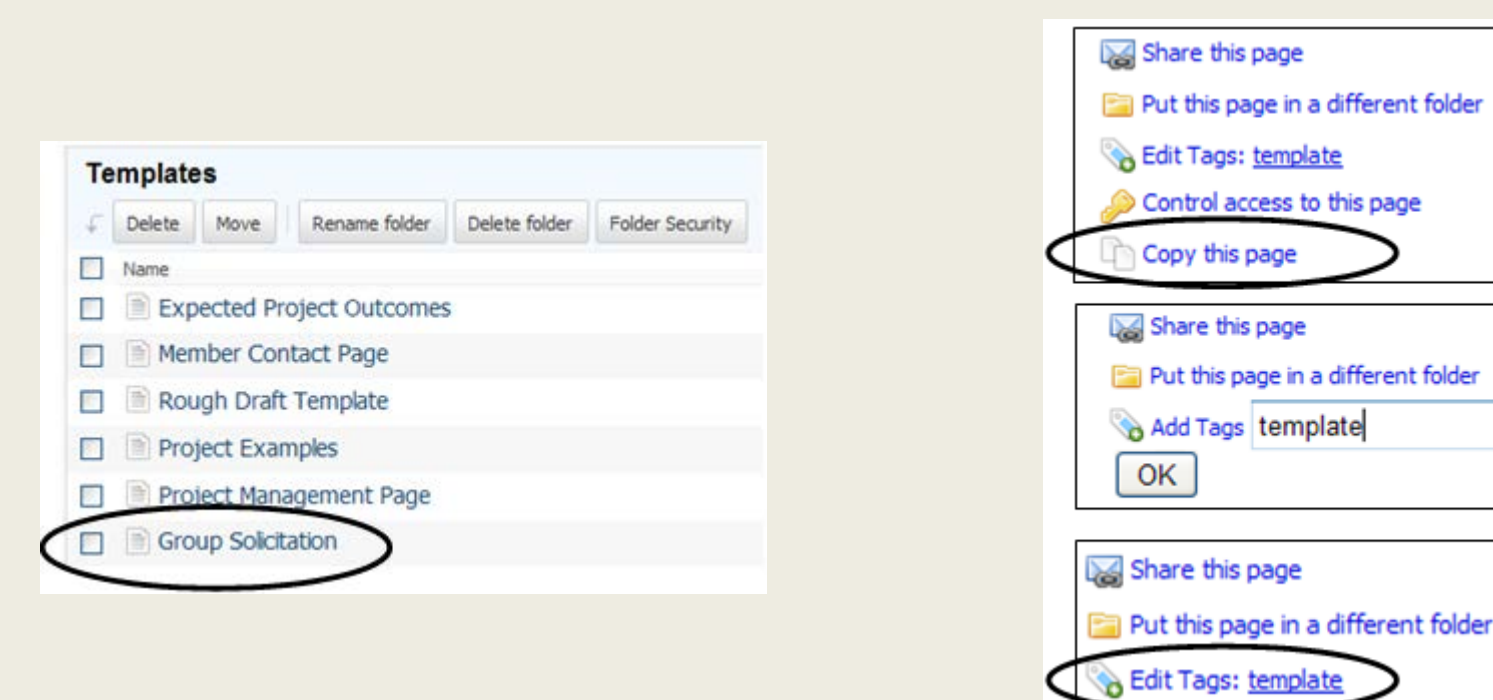 Templates
Delete Move Rename folder Delete folder Folder Security
Name
Expected Project Outcomes
Member Contact Page
Rough Draft Template
Project Examples
Project Management Page
Group Solicitation
Share this page
Put this page in a different folder
Edit Tags: template
Control access to this page
Copy this page
Share this page
Put this page in a different folder
Add Tags template
OK
Share this page
Put this page in a different folder
Edit Tags: template